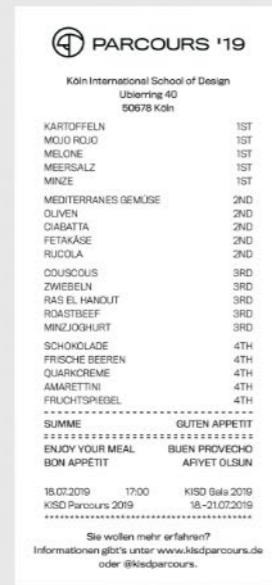 PARCOURS '19
Köln International School of Design
Ubierring 40
50678 Köln
KARTOFFELN 1ST
MOJO ROJO 1ST
MELONE 1ST
MEERSALZ 1ST
MINZE 1ST
MEDITERRANES GEMÜSE 2ND
OLIVEN 2ND
CIABATTA 2ND
FETAKÄSE 2ND
RUCOLA 2ND
COUSCOUS 3RD
ZWIEBELN 3RD
RAS EL HANOUT 3RD
ROASTBEEF 3RD
MINZJOGHURT 3RD
SCHOKOLADE 4TH
FRISCHE BEEREN 4TH
QUARKCREME 4TH
AMARETTINI 4TH
FRUCHTSPIEGEL 4TH
SUMME GUTEN APPETIT
ENJOY YOUR MEAL BUEN PROVECHO
BON APPÉTIT AFIYET OLSUN
18.07.2019 17:00 KISD Gala 2019
KISD Parcours 2019 18.–21.07.2019
Sie wollen mehr erfahren?
Informationen gibt's unter www.kisdparcours.de
oder @kisdparcours.